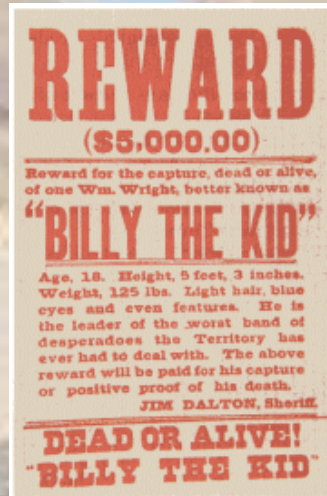 REWARD
($5,000.00)
Reward for the capture, dead or alive,
of one Wm. Wright, better known as
“BILLY THE KID”
Age, 18. Height, 5 feet, 3 inches.
Weight, 125 lbs. Light hair, blue
eyes and even features. He is
the leader of the worst band of
desperadoes the Territory has
ever had to deal with. The above
reward will be paid for his capture
or positive proof of his death.
JIM DALTON, Sheriff.
DEAD OR ALIVE!
“BILLY THE KID”